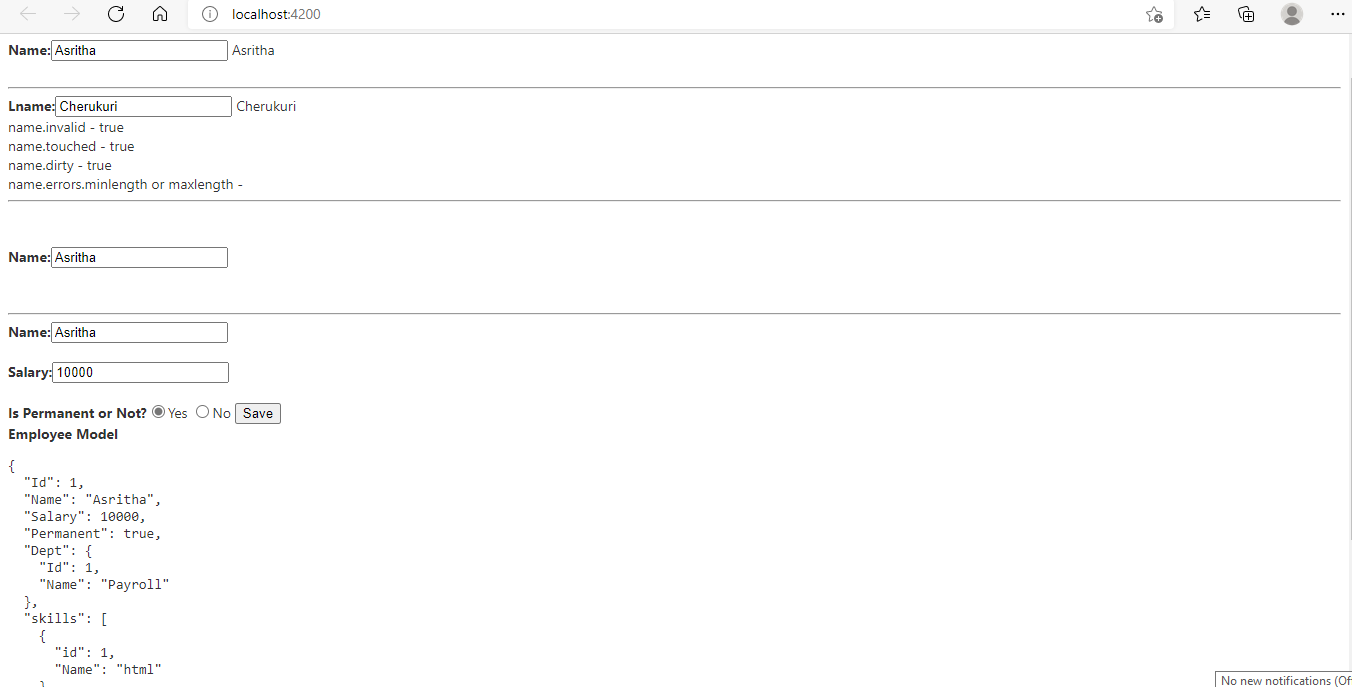 localhost:4200
Name: Asritha Asritha
Lname: Cherukuri Cherukuri
name.invalid - true
name.touched - true
name.dirty - true
name.errors.minlength or maxlength -
Name: Asritha
Name: Asritha
Salary: 10000
Is Permanent or Not? Yes No Save
Employee Model
{
"Id": 1,
"Name": "Asritha",
"Salary": 10000,
"Permanent": true,
"Dept": {
"Id": 1,
"Name": "Payroll"
},
"skills": [
{
"id": 1,
"Name": "html"
}
No new notifications (Of